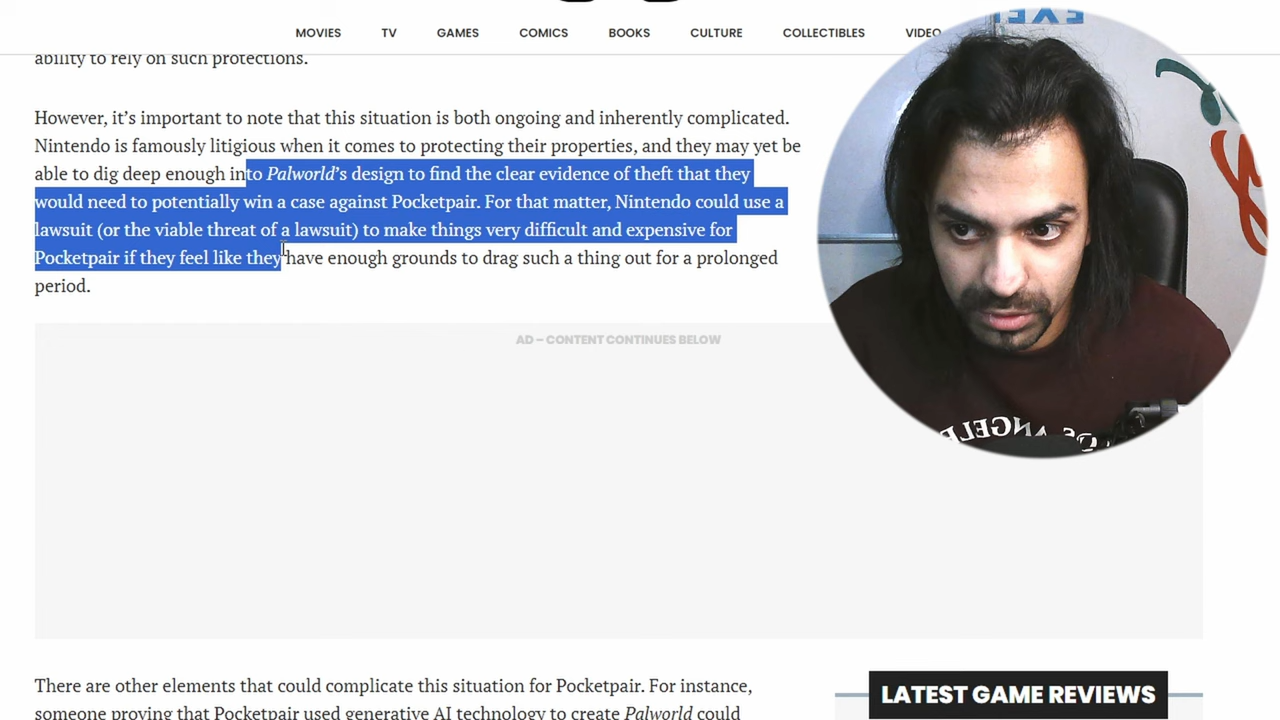 MOVIES TV GAMES COMICS BOOKS CULTURE COLLECTIBLES VIDEO
ability to rely on such protections.
However, it’s important to note that this situation is both ongoing and inherently complicated.
Nintendo is famously litigious when it comes to protecting their properties, and they may yet be
able to dig deep enough into Palworld’s design to find the clear evidence of theft that they
would need to potentially win a case against Pocketpair. For that matter, Nintendo could use a
lawsuit (or the viable threat of a lawsuit) to make things very difficult and expensive for
Pocketpair if they feel like they have enough grounds to drag such a thing out for a prolonged
period.
AD – CONTENT CONTINUES BELOW
LOS ANGELES
There are other elements that could complicate this situation for Pocketpair. For instance,
someone proving that Pocketpair used generative AI technology to create Palworld could
LATEST GAME REVIEWS